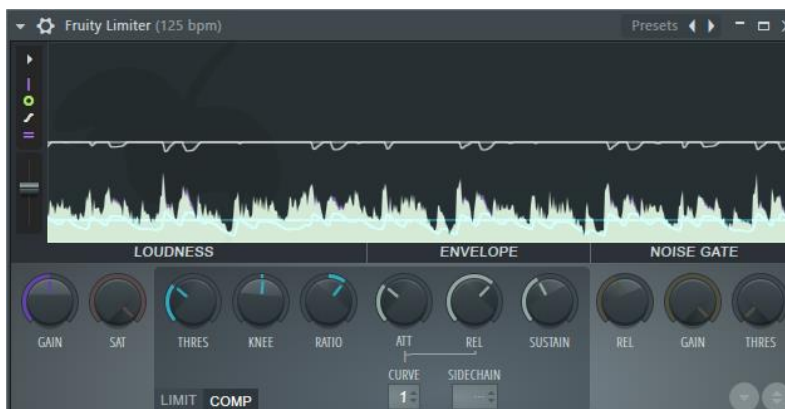 Fruity Limiter (125 bpm) Presets
LOUDNESS ENVELOPE NOISE GATE
GAIN SAT THRES KNEE RATIO ATT REL SUSTAIN REL GAIN THRES
CURVE SIDECHAIN
LIMIT COMP 1 ---